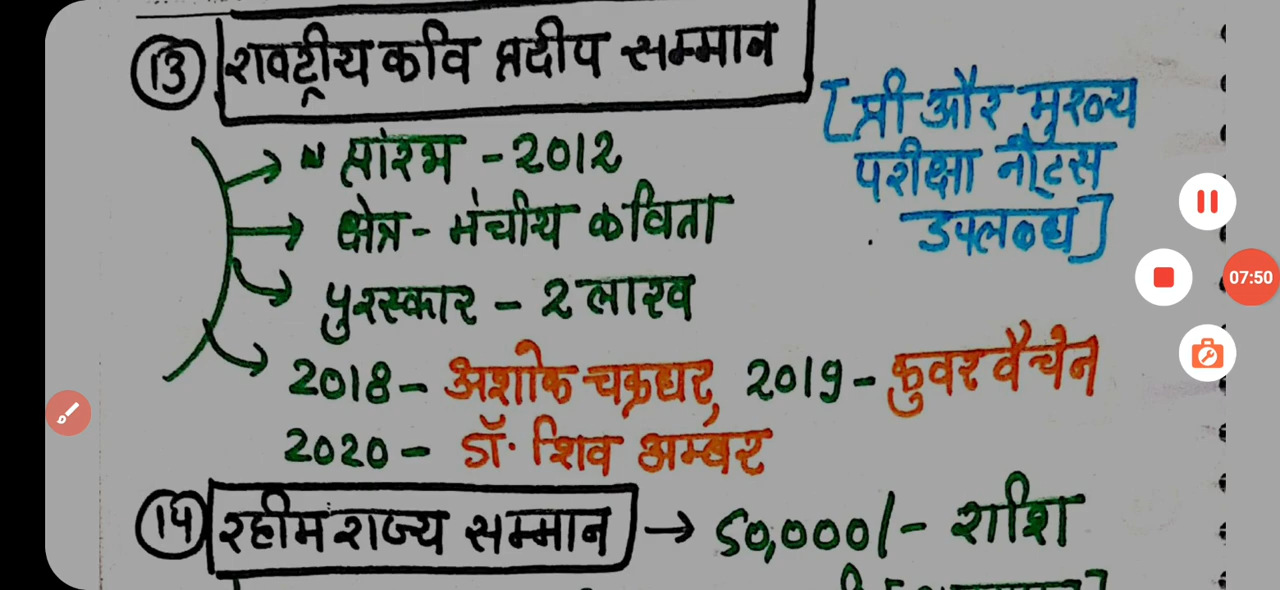 13 राष्ट्रीय कवि प्रदीप सम्मान
[प्री और मुख्य
परीक्षा नोट्स
उपलब्ध]
प्रारंभ - 2012
क्षेत्र - मंचीय कविता
पुरस्कार - 2 लाख
2018 - अशोक चक्रधर, 2019 - कुवर वैचेन
2020 - डॉ. शिव अम्बर
14 रहीम राज्य सम्मान → 50,000/- राशि
07:50